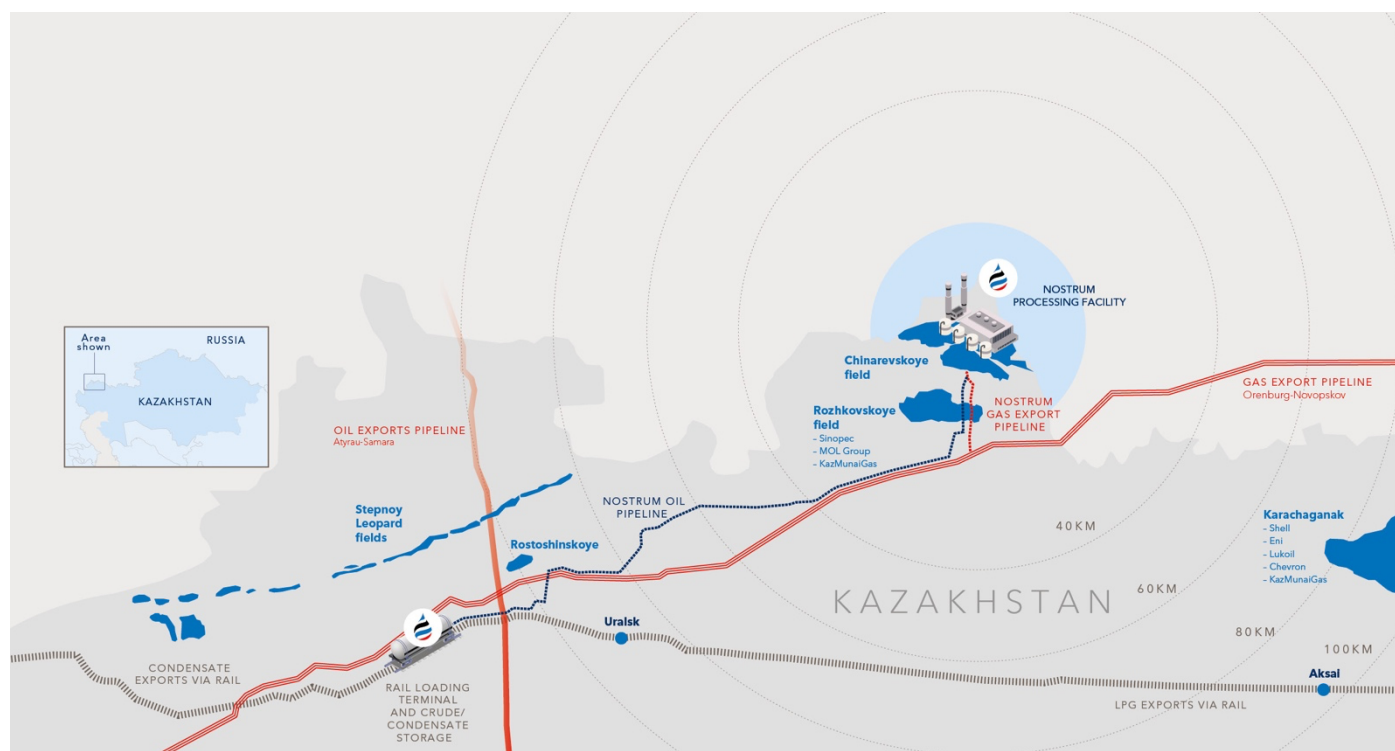 NOSTRUM
PROCESSING FACILITY
Area
shown
RUSSIA
KAZAKHSTAN
Chinarevskoye
field
GAS EXPORT PIPELINE
Orenburg-Novopskov
Rozhkovskoye
field
– Sinopec
– MOL Group
– KazMunaiGas
NOSTRUM
GAS EXPORT
PIPELINE
OIL EXPORTS PIPELINE
Atyrau-Samara
Stepnoy
Leopard
fields
NOSTRUM OIL
PIPELINE
Rostoshinskoye
40KM
Karachaganak
– Shell
– Eni
– Lukoil
– Chevron
– KazMunaiGas
KAZAKHSTAN
60KM
80KM
100KM
Uralsk
CONDENSATE
EXPORTS VIA RAIL
RAIL LOADING
TERMINAL
AND CRUDE/
CONDENSATE
STORAGE
Aksai
LPG EXPORTS VIA RAIL